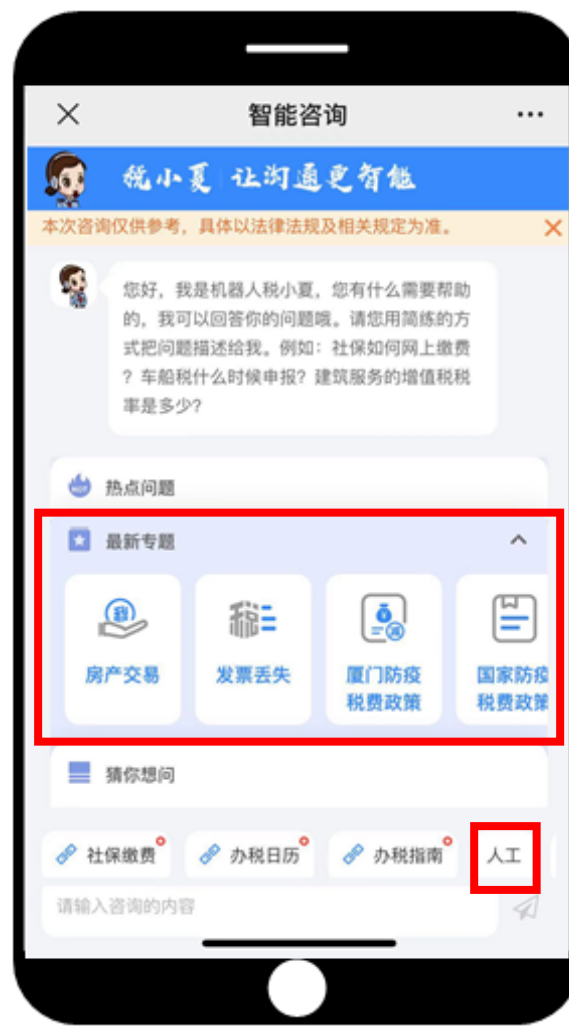 智能咨询
税小夏 让沟通更智能
本次咨询仅供参考，具体以法律法规及相关规定为准。
您好，我是机器人税小夏，您有什么需要帮助
的，我可以回答你的问题哦。请您用简练的方
式把问题描述给我。例如：社保如何网上缴费
？车船税什么时候申报？建筑服务的增值税税
率是多少？
HOT 热点问题
最新专题
税
税
减
房产交易 发票丢失 厦门防疫 国家防疫
税费政策 税费政策
猜你想问
社保缴费 办税日历 办税指南 人工
请输入咨询的内容